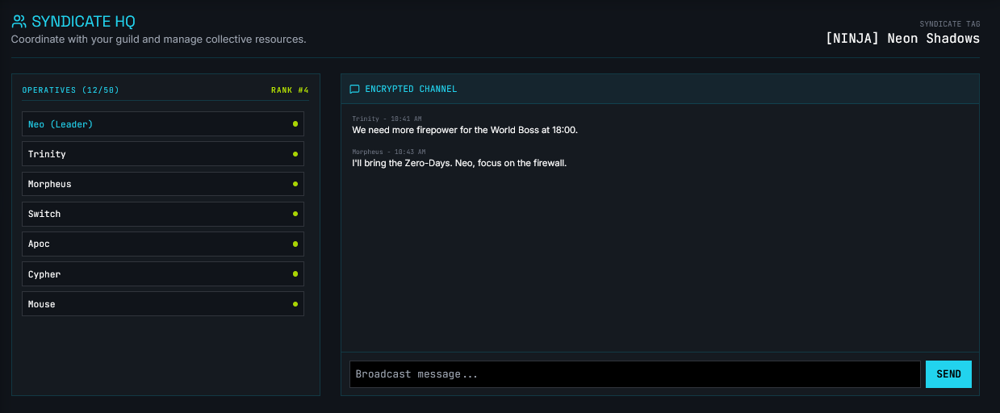 SYNDICATE HQ
Coordinate with your guild and manage collective resources.
SYNDICATE TAG
[NINJA] Neon Shadows
OPERATIVES (12/50)
RANK #4
Neo (Leader)
Trinity
Morpheus
Switch
Apoc
Cypher
Mouse
ENCRYPTED CHANNEL
Trinity - 10:41 AM
We need more firepower for the World Boss at 18:00.
Morpheus - 10:43 AM
I'll bring the Zero-Days. Neo, focus on the firewall.
Broadcast message...
SEND